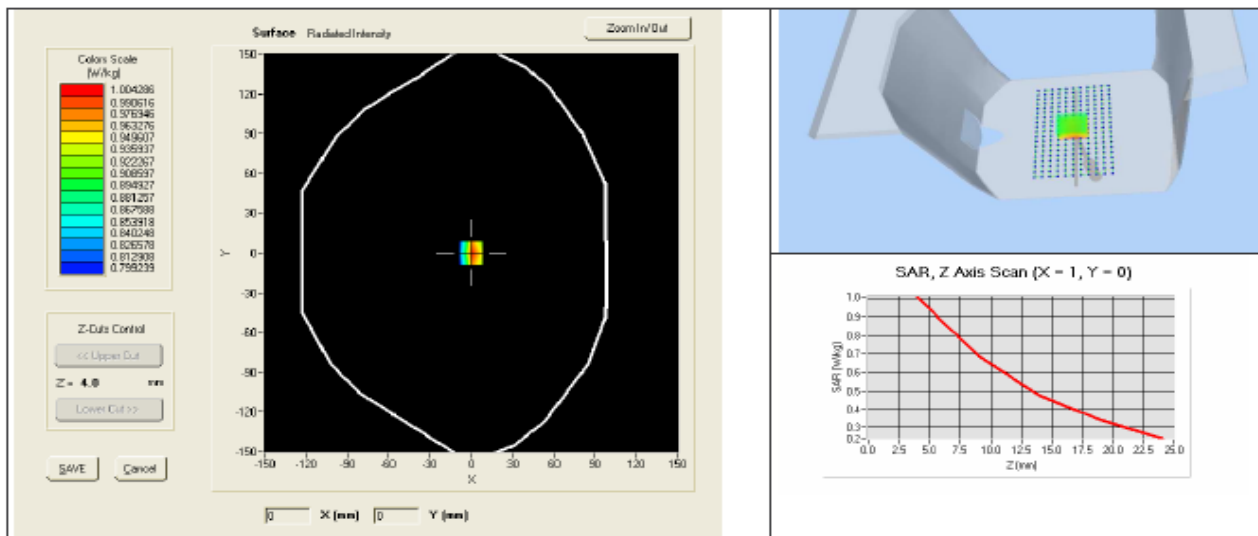 Surface Radiated Intensity
Zoom In/Out
Colors Scale
(W/kg)
1.004286
0.990616
0.976946
0.963276
0.949607
0.935937
0.922267
0.908597
0.894927
0.881257
0.867588
0.853918
0.840248
0.826578
0.812908
0.799239
Z-Cuts Control
<< Upper Cut
Z = 4.0 mm
Lower Cut >>
SAVE Cancel
150
120
90
60
30
0
-30
-60
-90
-120
-150
Y
-150 -120 -90 -60 -30 0 30 60 90 120 150
X
0 X (mm) 0 Y (mm)
SAR, Z Axis Scan (X = 1, Y = 0)
SAR (W/kg)
1.0
0.9
0.8
0.7
0.6
0.5
0.4
0.3
0.2
0.0 2.5 5.0 7.5 10.0 12.5 15.0 17.5 20.0 22.5 25.0
Z (mm)